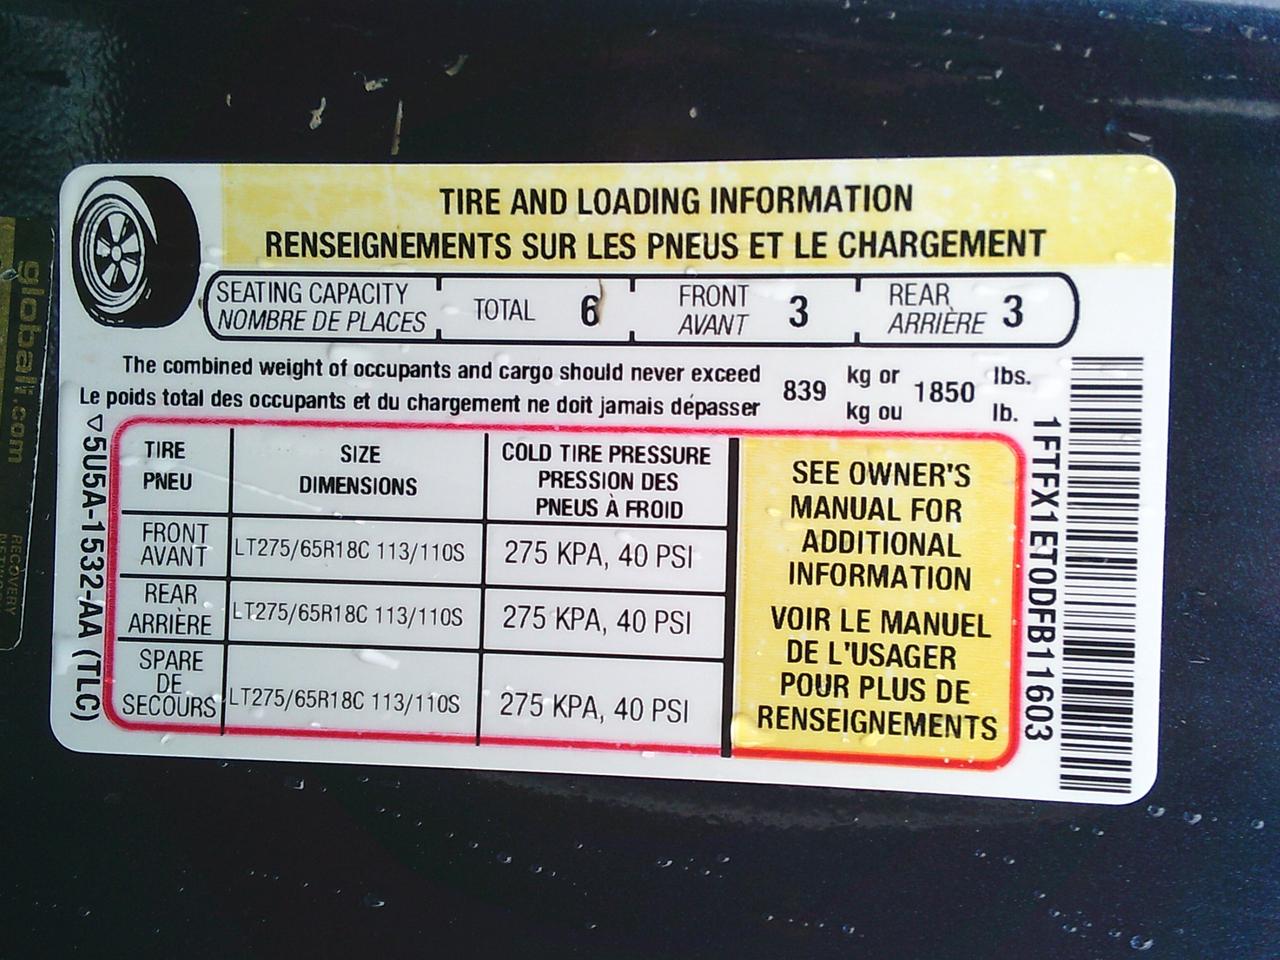 TIRE AND LOADING INFORMATION
RENSEIGNEMENTS SUR LES PNEUS ET LE CHARGEMENT
SEATING CAPACITY
NOMBRE DE PLACES
TOTAL 6
FRONT
AVANT
3
REAR
ARRIÈRE
3
The combined weight of occupants and cargo should never exceed
Le poids total des occupants et du chargement ne doit jamais dépasser
839
kg or
kg ou
1850
lbs.
lb.
TIRE
PNEU
SIZE
DIMENSIONS
COLD TIRE PRESSURE
PRESSION DES
PNEUS À FROID
FRONT
AVANT
LT275/65R18C 113/110S
275 KPA, 40 PSI
REAR
ARRIÈRE
LT275/65R18C 113/110S
275 KPA, 40 PSI
SPARE
DE
SECOURS
LT275/65R18C 113/110S
275 KPA, 40 PSI
SEE OWNER'S
MANUAL FOR
ADDITIONAL
INFORMATION
VOIR LE MANUEL
DE L'USAGER
POUR PLUS DE
RENSEIGNEMENTS
5U5A-1532-AA (TLC)
1FTFX1ET0DFB11603
globali.com
RECOVERY
NETWORK